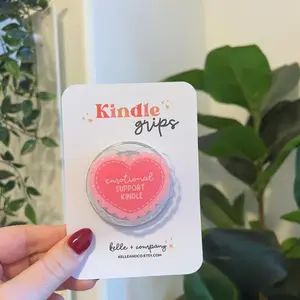 Kindle
grips
emotional
SUPPORT
KINDLE
belle + company